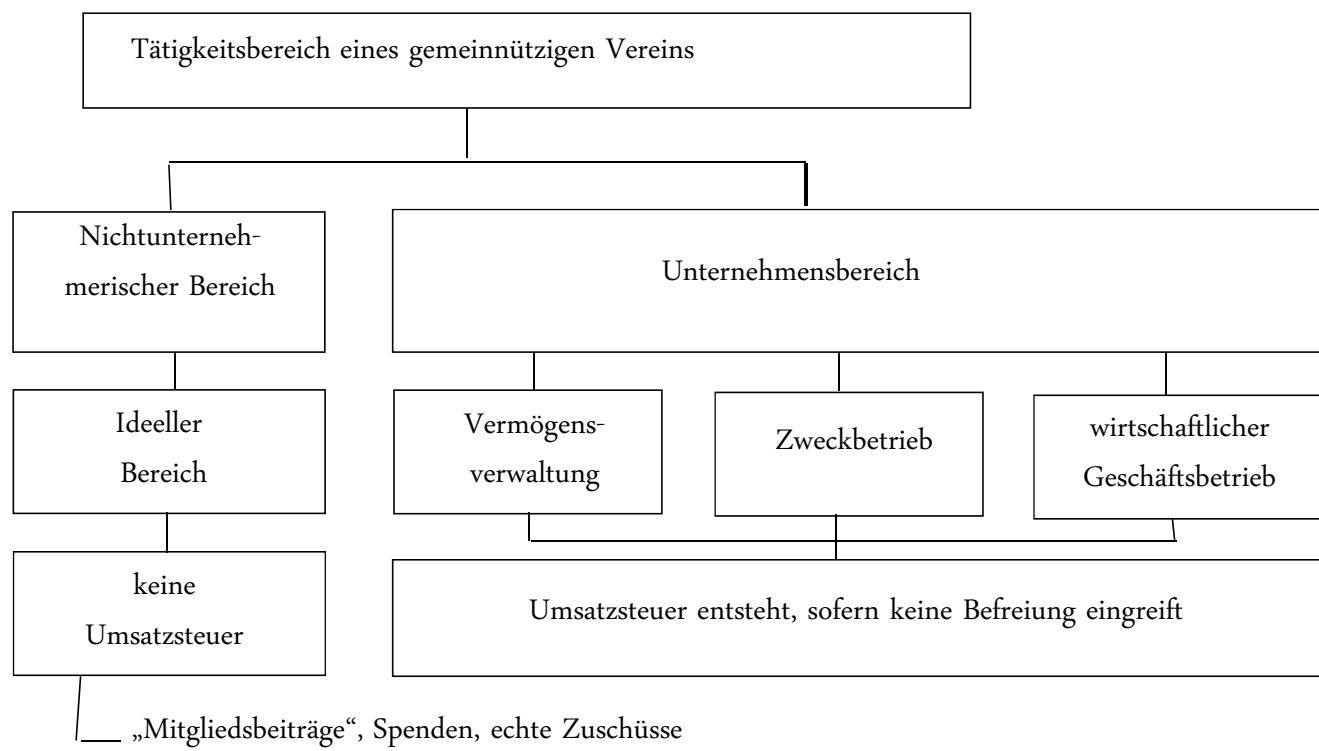 Tätigkeitsbereich eines gemeinnützigen Vereins
Nichtunterneh-
merischer Bereich
Unternehmensbereich
Ideeller
Bereich
Vermögens-
verwaltung
Zweckbetrieb
wirtschaftlicher
Geschäftsbetrieb
keine
Umsatzsteuer
Umsatzsteuer entsteht, sofern keine Befreiung eingreift
„Mitgliedsbeiträge“, Spenden, echte Zuschüsse